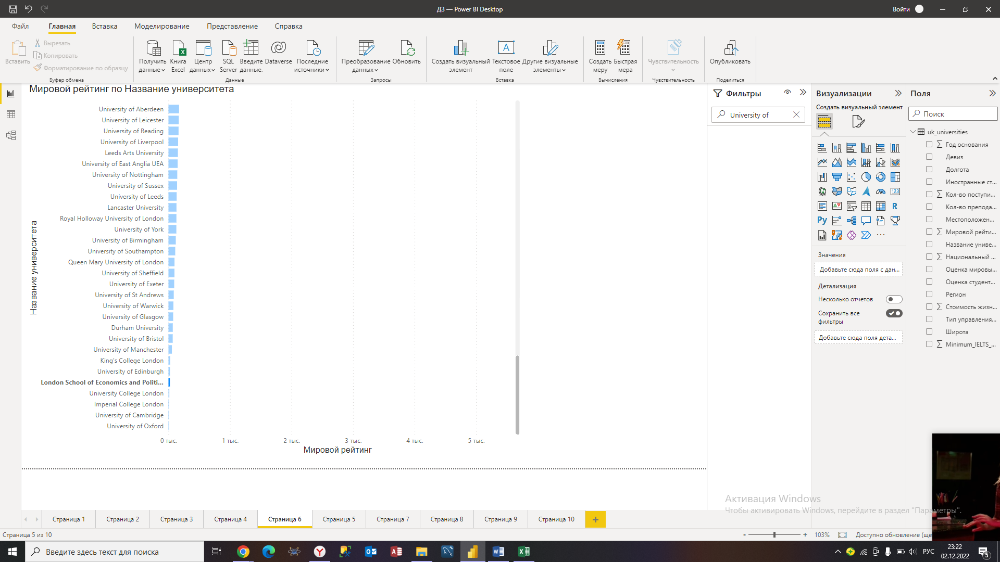 ДЗ — Power BI Desktop
Войти
Файл
Главная
Вставка
Моделирование
Представление
Справка
Вставить
Вырезать
Копировать
Форматирование по образцу
Буфер обмена
Получить данные
Книга Excel
Центр данных
SQL Server
Введите данные.
Dataverse
Последние источники
Данные
Преобразование данных
Обновить
Запросы
Создать визуальный элемент
Текстовое поле
Другие визуальные элементы
Вставка
Создать меру
Быстрая мера
Вычисления
Чувствительность
Чувствительность
Опубликовать
Поделиться
Мировой рейтинг по Название университета
Название университета
University of Aberdeen
University of Leicester
University of Reading
University of Liverpool
Leeds Arts University
University of East Anglia UEA
University of Nottingham
University of Sussex
University of Leeds
Lancaster University
Royal Holloway University of London
University of York
University of Birmingham
University of Southampton
Queen Mary University of London
University of Sheffield
University of Exeter
University of St Andrews
University of Warwick
University of Glasgow
Durham University
University of Bristol
University of Manchester
King's College London
University of Edinburgh
London School of Economics and Politi...
University College London
Imperial College London
University of Cambridge
University of Oxford
0 тыс.
1 тыс.
2 тыс.
3 тыс.
4 тыс.
5 тыс.
Мировой рейтинг
Фильтры
University of
Визуализации
Создать визуальный элемент
123
R
Py
Значения
Добавьте сюда поля с дан...
Детализация
Несколько отчетов
Сохранить все фильтры
Добавьте сюда поля дета...
Поля
Поиск
uk_universities
Год основания
Девиз
Долгота
Иностранные ст...
Кол-во поступи...
Кол-во препода...
Местоположен...
Мировой рейти...
Название униве...
Национальный ...
Оценка мировы...
Оценка студент...
Регион
Стоимость жизн...
Тип управления...
Широта
Minimum_IELTS_...
Активация Windows
Чтобы активировать Windows, перейдите в раздел "Параметры".
Страница 1
Страница 2
Страница 3
Страница 4
Страница 6
Страница 5
Страница 7
Страница 8
Страница 9
Страница 10
+
Страница 5 из 10
- +
103%
Доступно обновление (ще
Введите здесь текст для поиска
РУС
23:22
02.12.2022
5